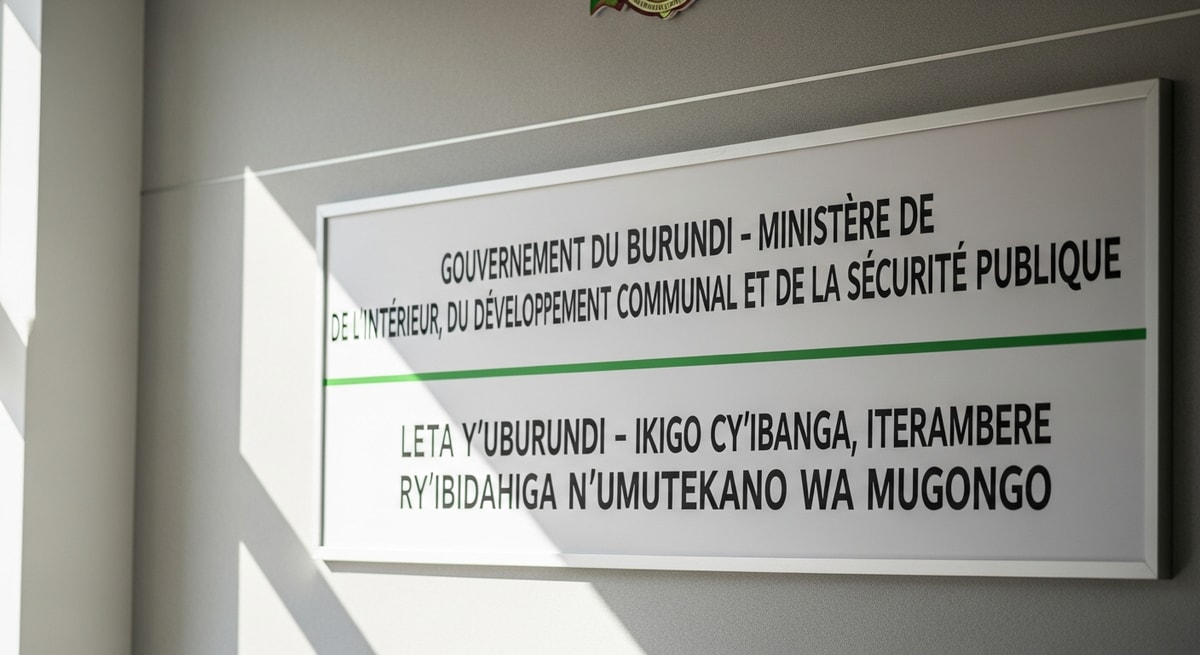 GOUVERNEMENT DU BURUNDI – MINISTÈRE DE
DE L'INTÉRIEUR, DU DÉVELOPPEMENT COMMUNAL ET DE LA SÉCURITÉ PUBLIQUE
LETA Y'UBURUNDI – IKIGO CY'IBANGA, ITERAMBERE
RY'IBIDAHIGA N'UMUTEKANO WA MUGONGO